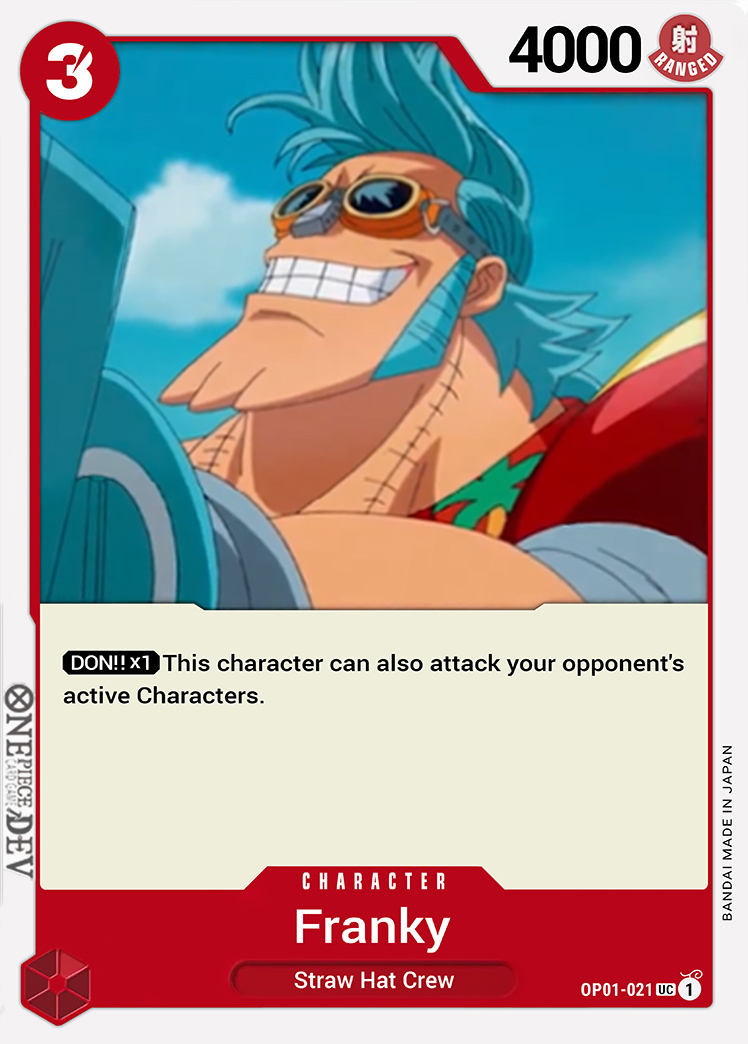 3
4000
射
RANGED
DON!! x1 This character can also attack your opponent's
active Characters.
ONE PIECE
CARD GAME
DEV
BANDAI MADE IN JAPAN
CHARACTER
Franky
Straw Hat Crew
OP01-021 UC 1